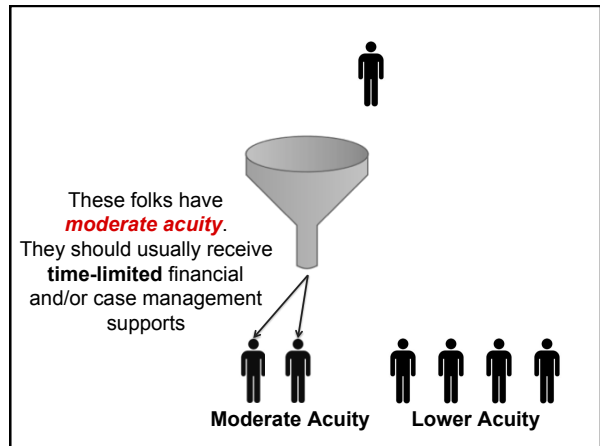 These folks have
moderate acuity.
They should usually receive
time-limited financial
and/or case management
supports
Moderate Acuity
Lower Acuity